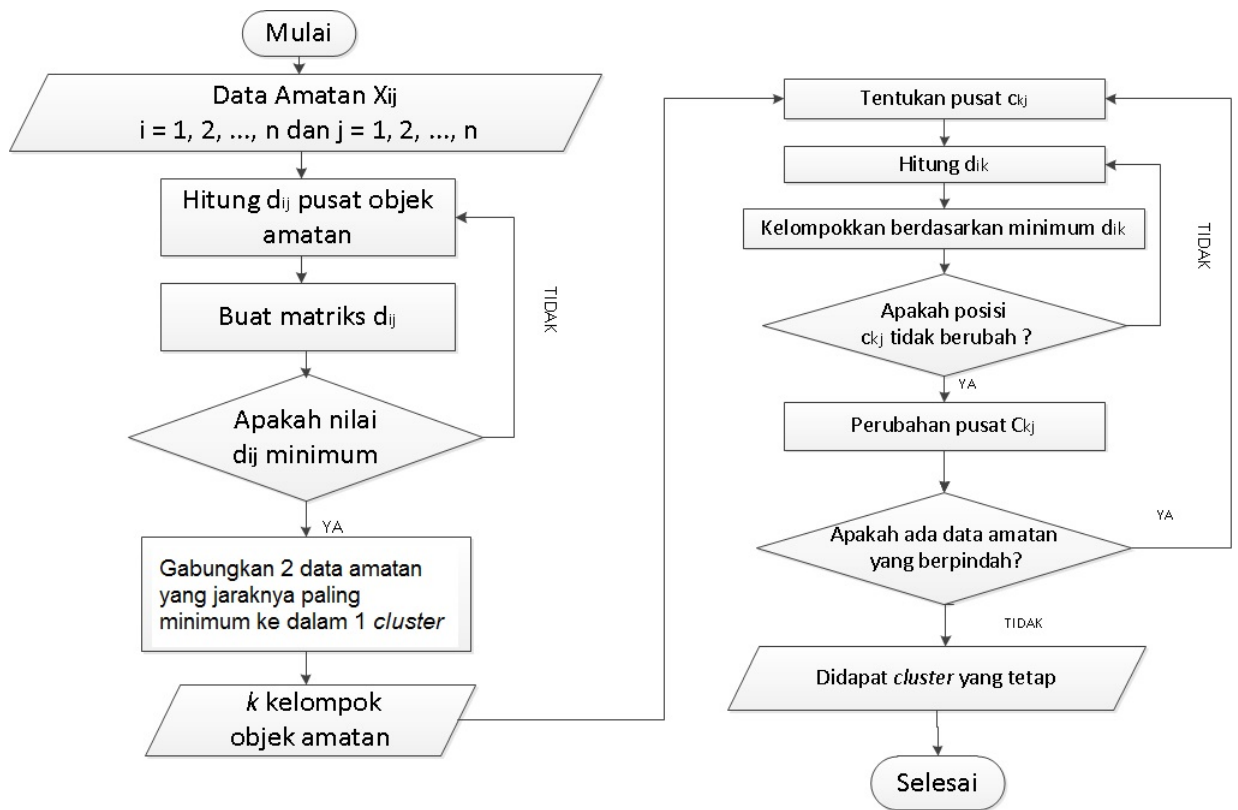 Mulai
Data Amatan Xij
i = 1, 2, ..., n dan j = 1, 2, ..., n
Hitung dij pusat objek
amatan
Buat matriks dij
TIDAK
Apakah nilai
dij minimum
YA
Gabungkan 2 data amatan
yang jaraknya paling
minimum ke dalam 1 cluster
k kelompok
objek amatan
Tentukan pusat ckj
Hitung dik
Kelompokkan berdasarkan minimum dik
TIDAK
Apakah posisi
ckj tidak berubah ?
YA
Perubahan pusat Ckj
Apakah ada data amatan
yang berpindah?
YA
TIDAK
Didapat cluster yang tetap
Selesai